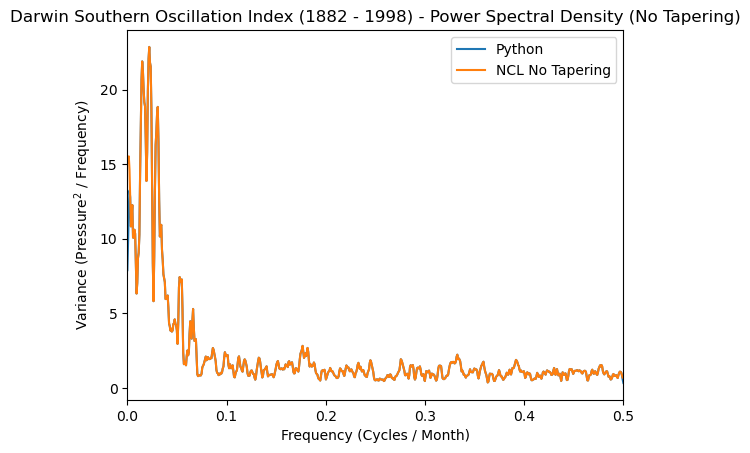 Darwin Southern Oscillation Index (1882 - 1998) - Power Spectral Density (No Tapering)
Python
NCL No Tapering
Variance (Pressure² / Frequency)
20
15
10
5
0
0.0 0.1 0.2 0.3 0.4 0.5
Frequency (Cycles / Month)